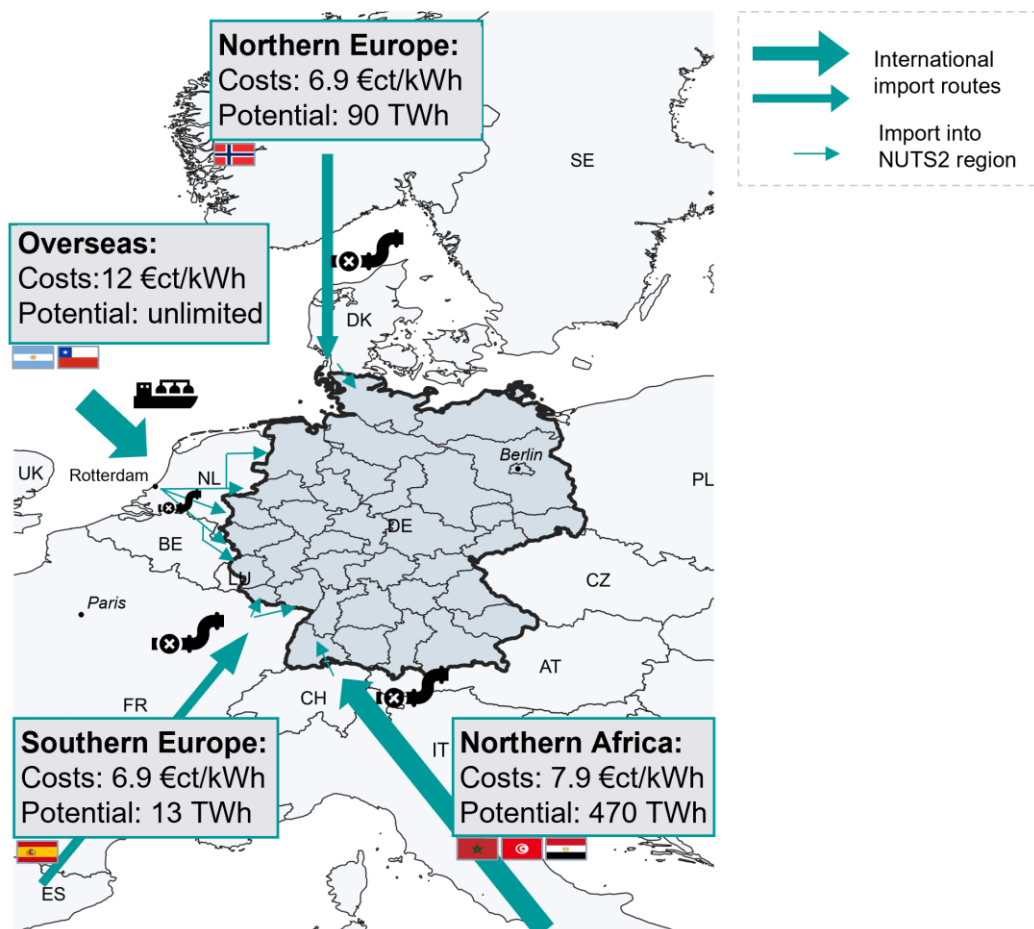 Northern Europe:
Costs: 6.9 €ct/kWh
Potential: 90 TWh
International
import routes
Import into
NUTS2 region
SE
Overseas:
Costs:12 €ct/kWh
Potential: unlimited
DK
Berlin
UK
Rotterdam
NL
PL
DE
BE
LU
CZ
Paris
AT
CH
FR
IT
Southern Europe:
Costs: 6.9 €ct/kWh
Potential: 13 TWh
Northern Africa:
Costs: 7.9 €ct/kWh
Potential: 470 TWh
ES